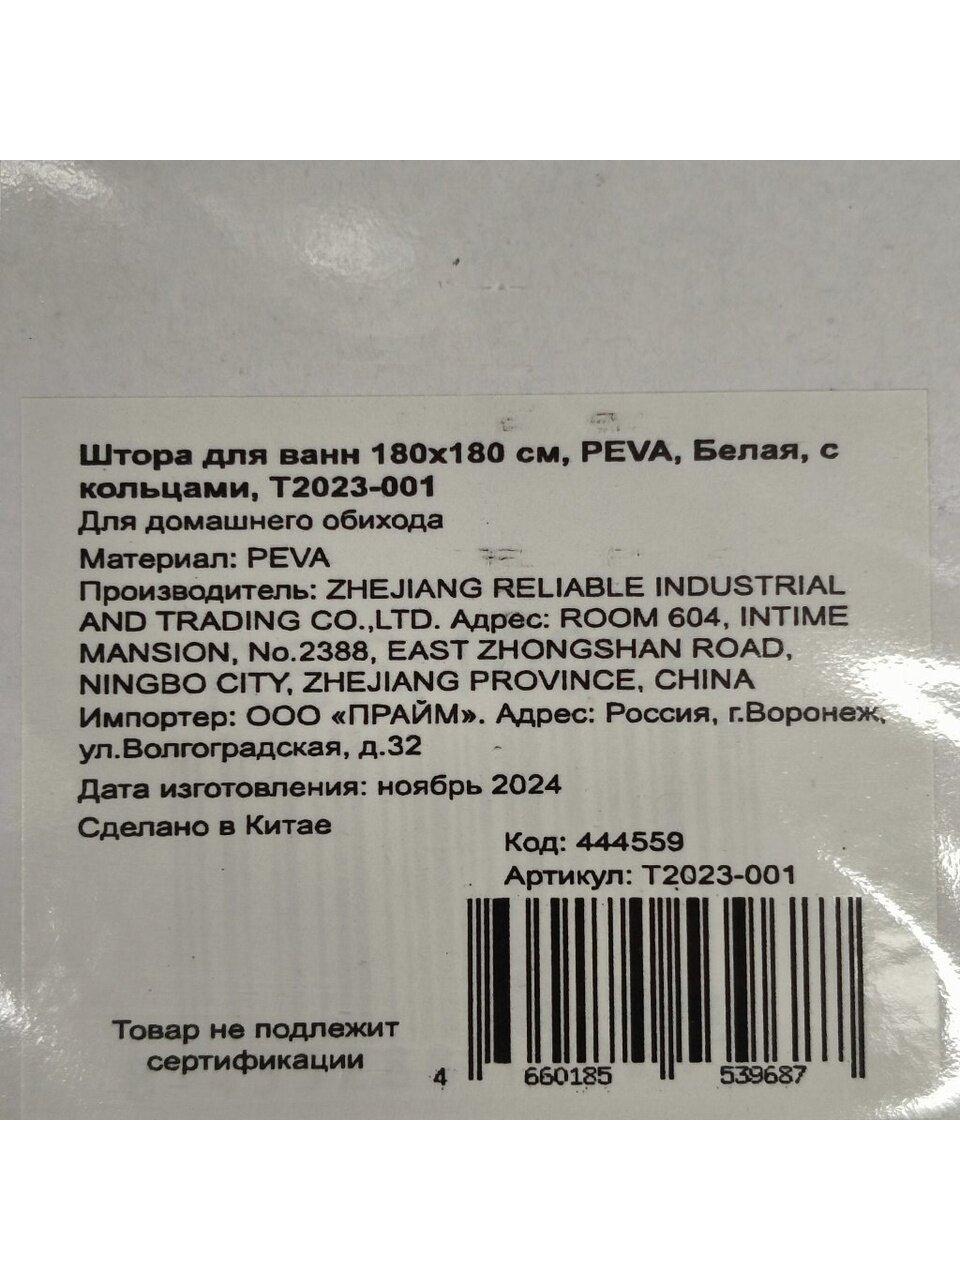 Штора для ванн 180х180 см, PEVA, Белая, с
кольцами, T2023-001
Для домашнего обихода
Материал: PEVA
Производитель: ZHEJIANG RELIABLE INDUSTRIAL
AND TRADING CO.,LTD. Адрес: ROOM 604, INTIME
MANSION, No.2388, EAST ZHONGSHAN ROAD,
NINGBO CITY, ZHEJIANG PROVINCE, CHINA
Импортер: ООО «ПРАЙМ». Адрес: Россия, г.Воронеж,
ул.Волгоградская, д.32
Дата изготовления: ноябрь 2024
Сделано в Китае
Код: 444559
Артикул: T2023-001
Товар не подлежит
сертификации
4 660185 539687